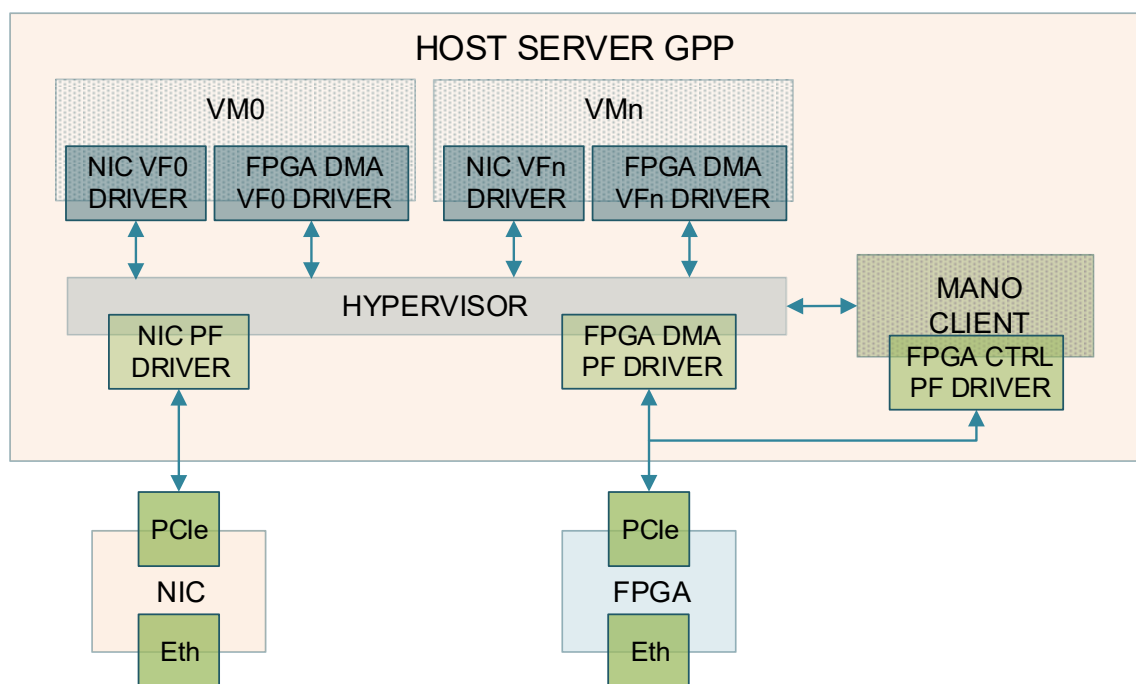 HOST SERVER GPP
VM0
VMn
NIC VF0
DRIVER
FPGA DMA
VF0 DRIVER
NIC VFn
DRIVER
FPGA DMA
VFn DRIVER
HYPERVISOR
MANO
CLIENT
NIC PF
DRIVER
FPGA DMA
PF DRIVER
FPGA CTRL
PF DRIVER
PCIe
NIC
Eth
PCIe
FPGA
Eth